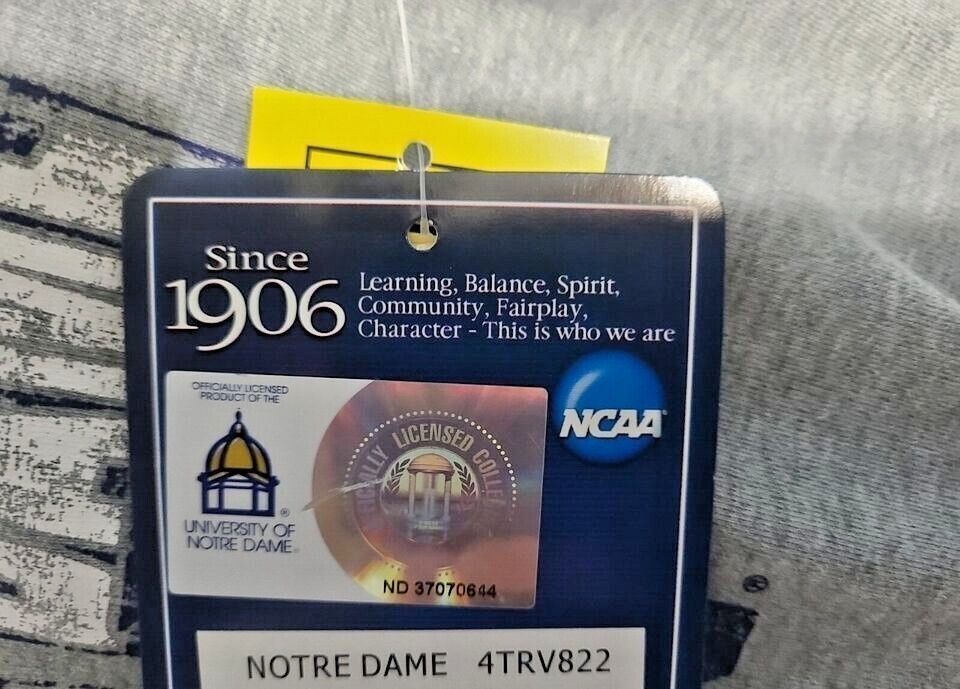 Since
1906
Learning, Balance, Spirit,
Community, Fairplay,
Character - This is who we are
NCAA®
OFFICIALLY LICENSED
PRODUCT OF THE
®
UNIVERSITY OF
NOTRE DAME®
LICENSED
ND 37070644
NOTRE DAME 4TRV822
®